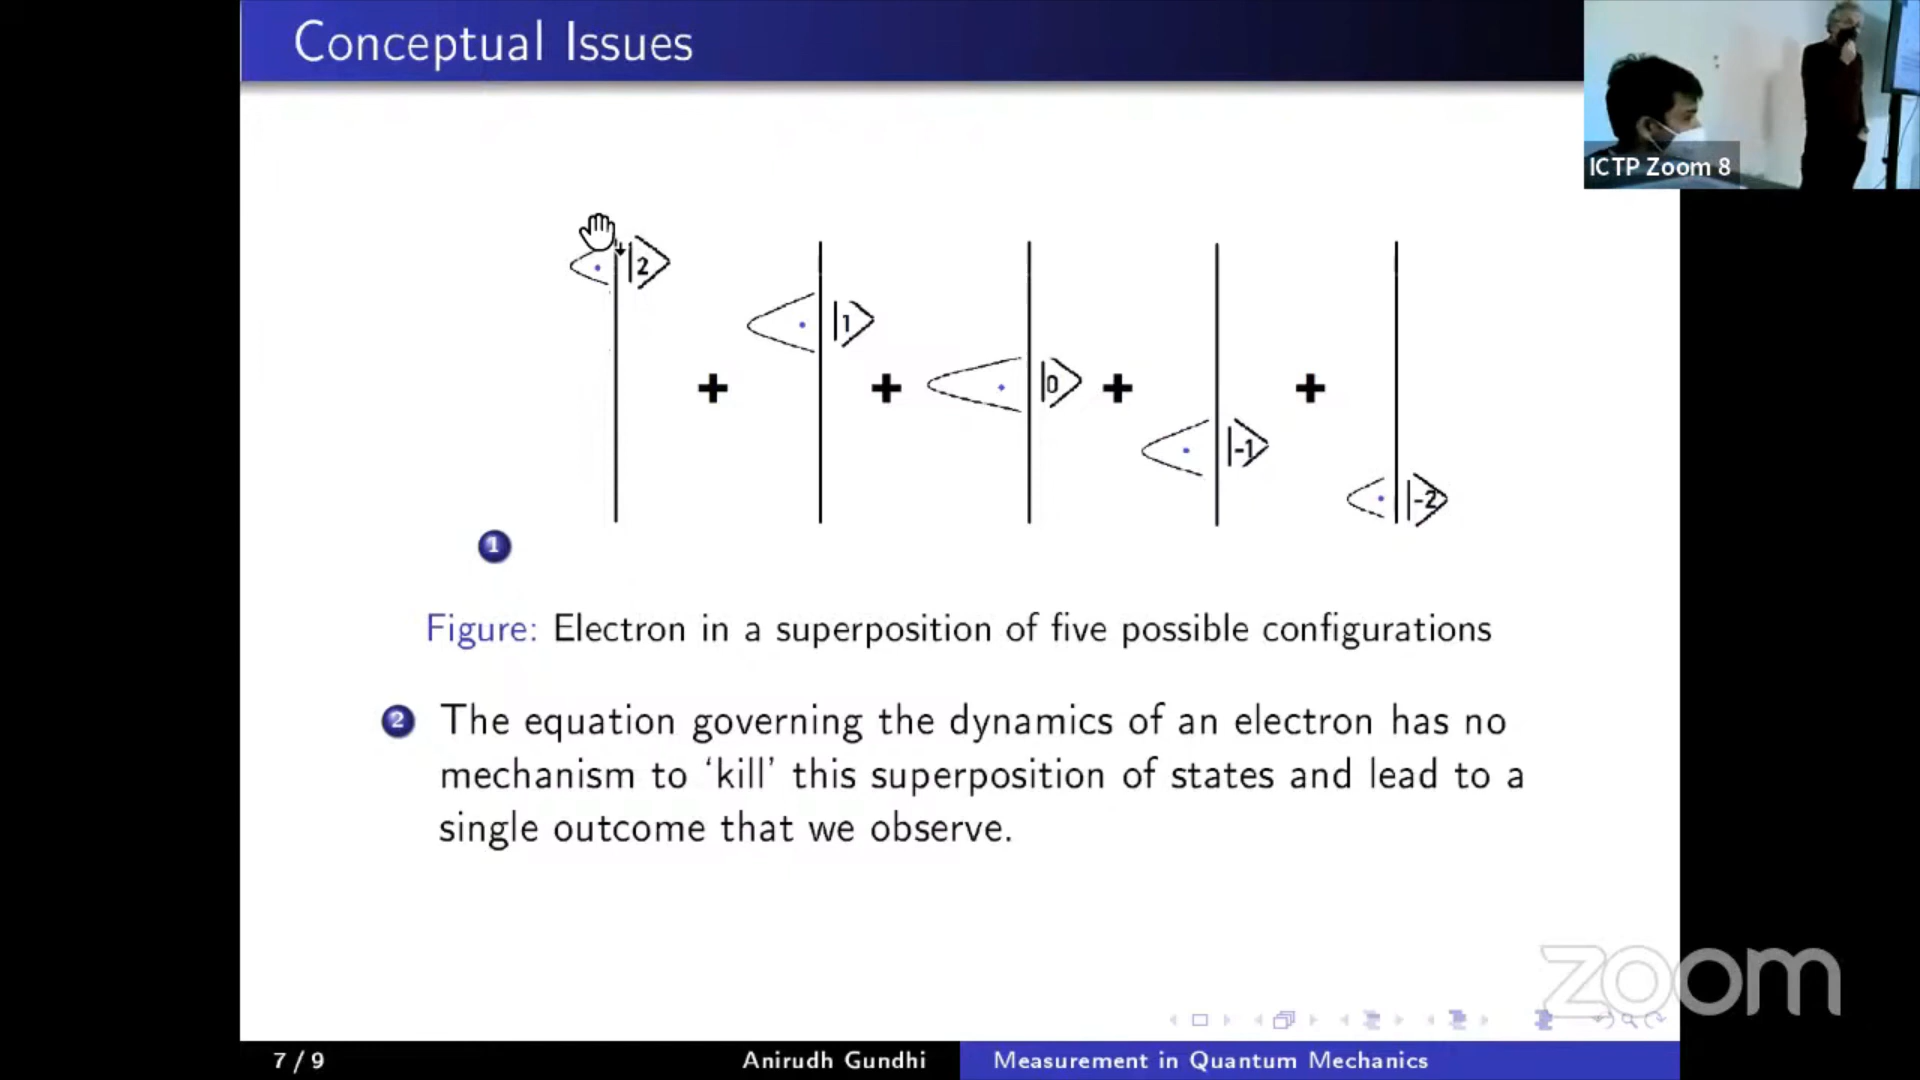 Conceptual Issues
ICTP Zoom 8
|2> + |1> + |0> + |-1> + |-2>
1
Figure: Electron in a superposition of five possible configurations
2 The equation governing the dynamics of an electron has no
mechanism to ‘kill’ this superposition of states and lead to a
single outcome that we observe.
zoom
7 / 9 Anirudh Gundhi Measurement in Quantum Mechanics